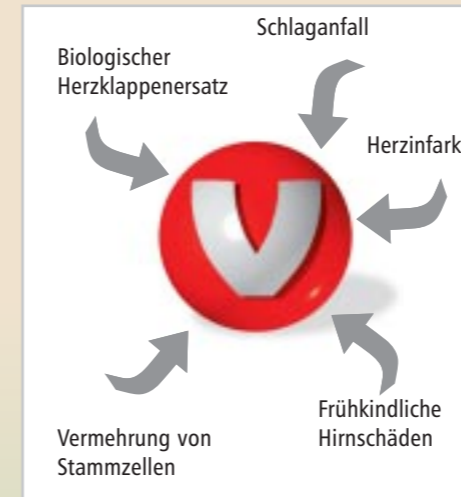 Schlaganfall
Biologischer
Herzklappenersatz
Herzinfark
V
Frühkindliche
Hirnschäden
Vermehrung von
Stammzellen